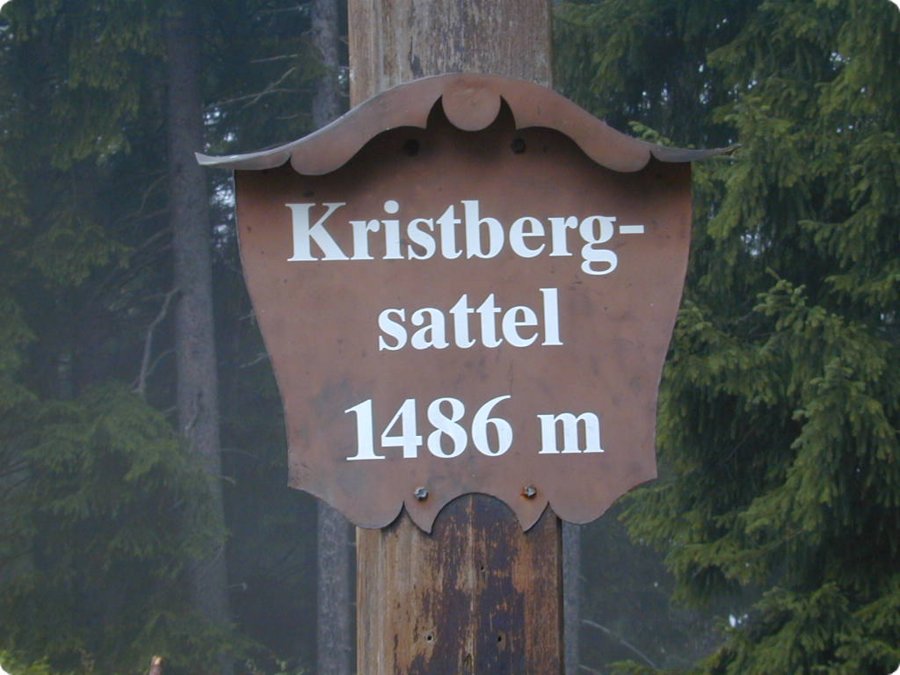 Kristberg-
sattel
1486 m